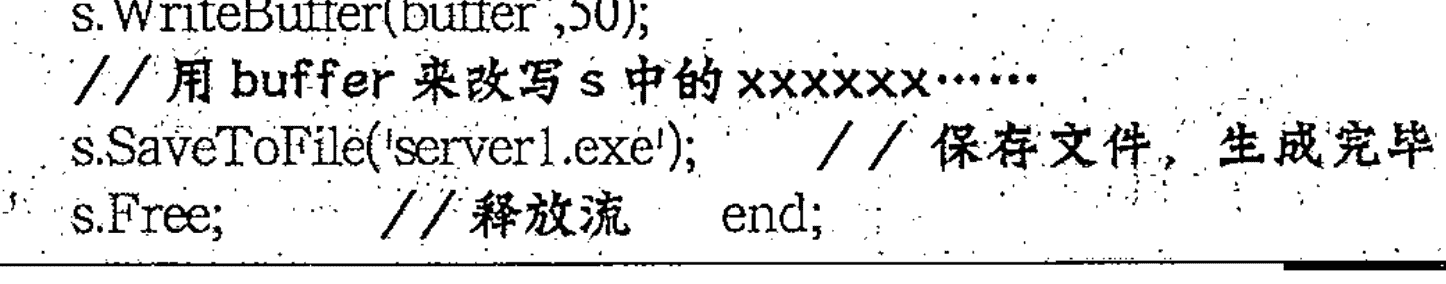 s.WriteBuffer(buffer^,50);
//用buffer来改写s中的xxxxxx……
s.SaveToFile('server1.exe'); //保存文件，生成完毕
s.Free; //释放流 end;